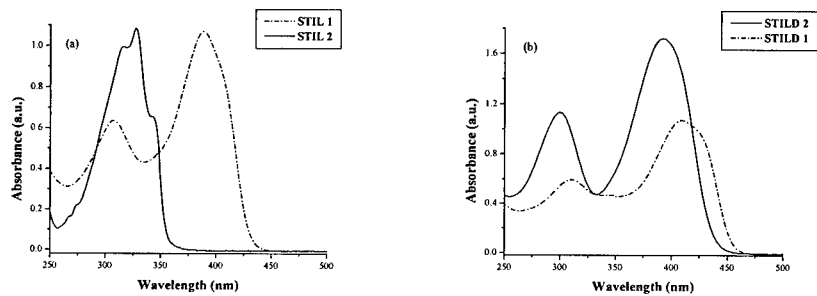 (a)
STIL 1
STIL 2
1.0
0.8
0.6
0.4
0.2
0.0
Absorbance (a.u.)
250 300 350 400 450 500
Wavelength (nm)
(b)
STILD 2
STILD 1
1.6
1.2
0.8
0.4
0.0
Absorbance (a.u.)
250 300 350 400 450 500
Wavelength (nm)